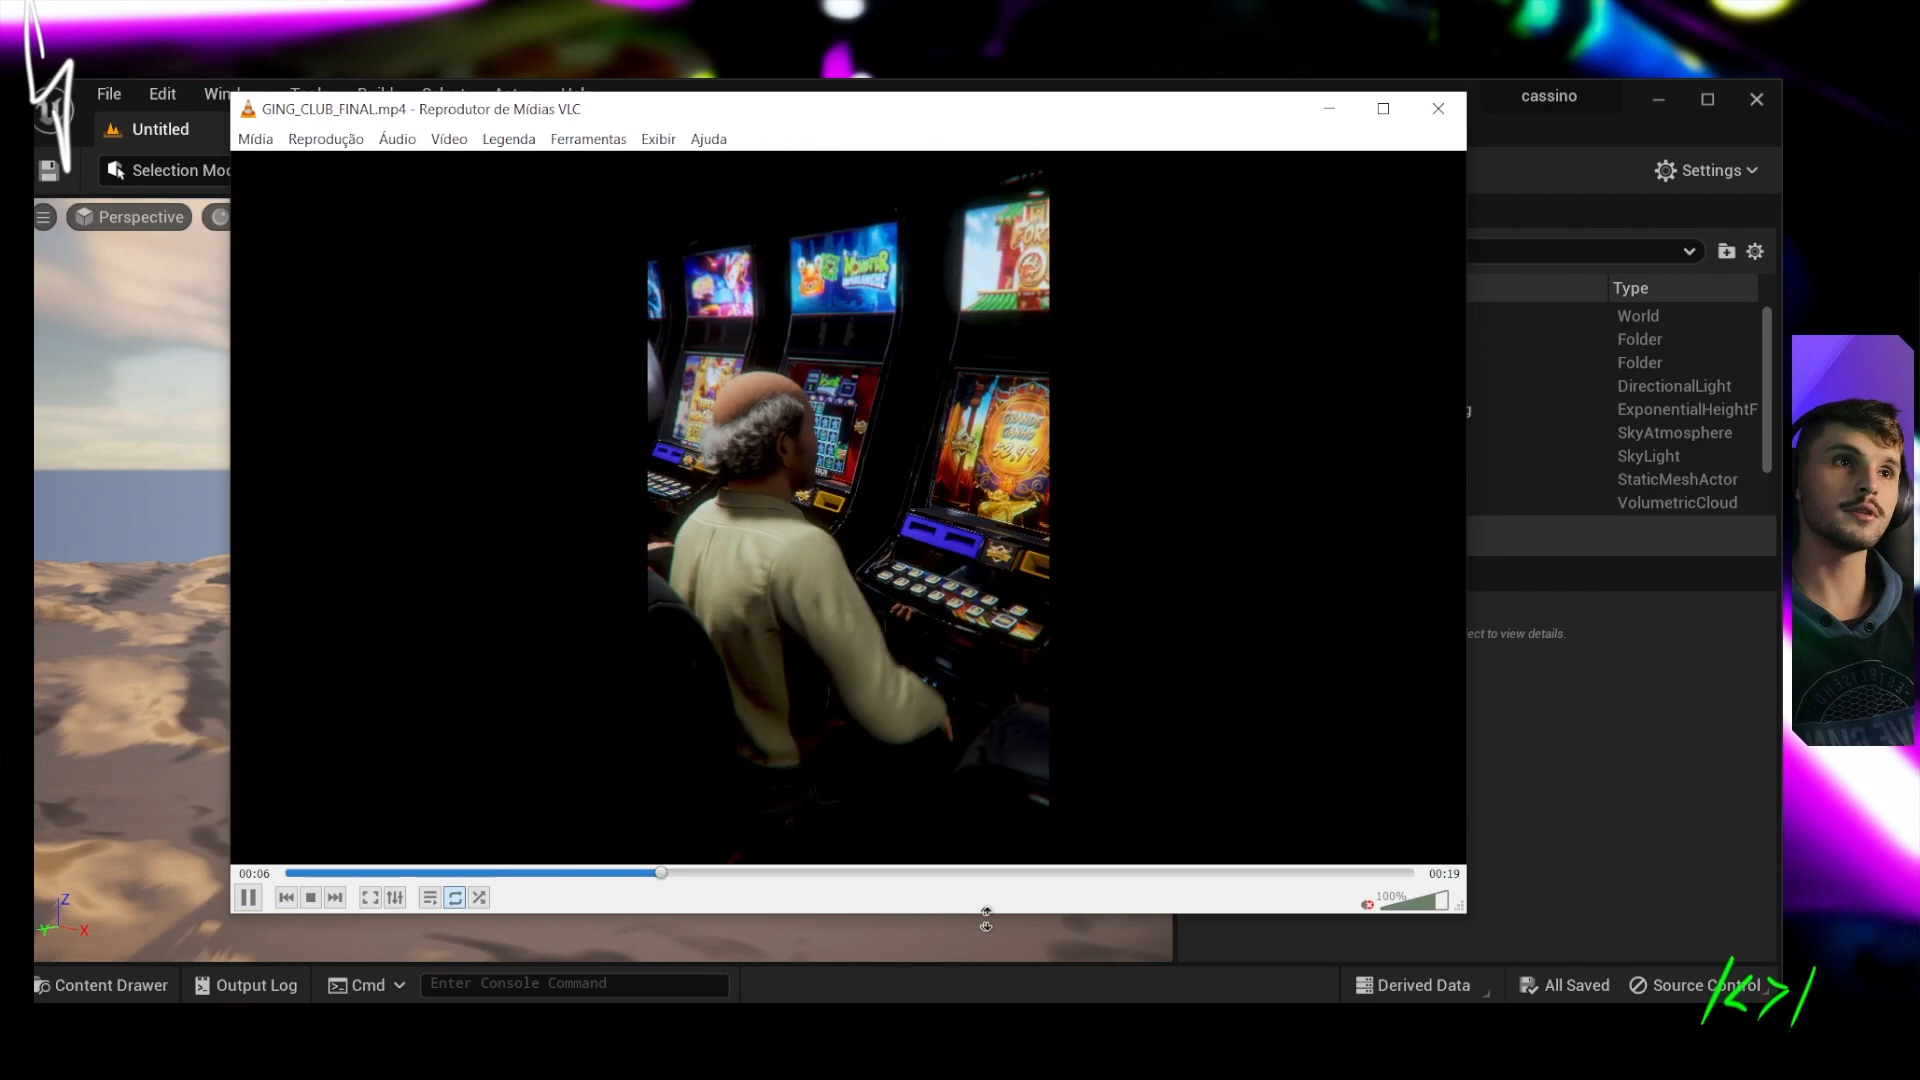 File Edit
cassino
GING_CLUB_FINAL.mp4 - Reprodutor de Mídias VLC
Untitled
Mídia Reprodução Áudio Vídeo Legenda Ferramentas Exibir Ajuda
Selection
Settings
Perspective
Type
World
Folder
Folder
DirectionalLight
ExponentialHeightF
SkyAtmosphere
SkyLight
StaticMeshActor
VolumetricCloud
to view details.
00:06
00:19
100%
Z
Y X
Content Drawer
Output Log
Cmd
Enter Console Command
Derived Data
All Saved
Source Control